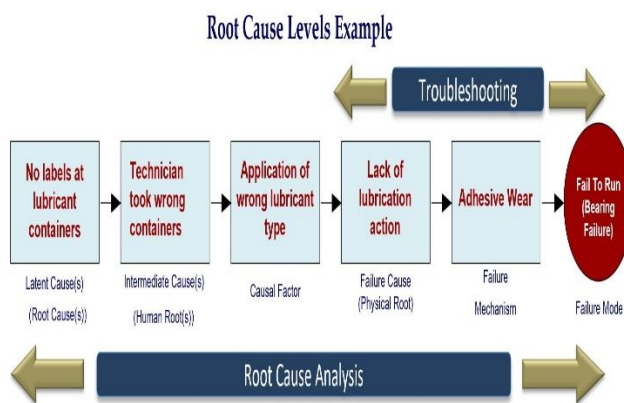 Root Cause Levels Example
Troubleshooting
No labels at
lubricant
containers
Technician
took wrong
containers
Application of
wrong lubricant
type
Lack of
lubrication
action
Adhesive Wear
Fail To Run
(Bearing
Failure)
Latent Cause(s)
(Root Cause(s))
Intermediate Cause(s)
(Human Root(s))
Causal Factor
Failure Cause
(Physical Root)
Failure
Mechanism
Failure Mode
Root Cause Analysis